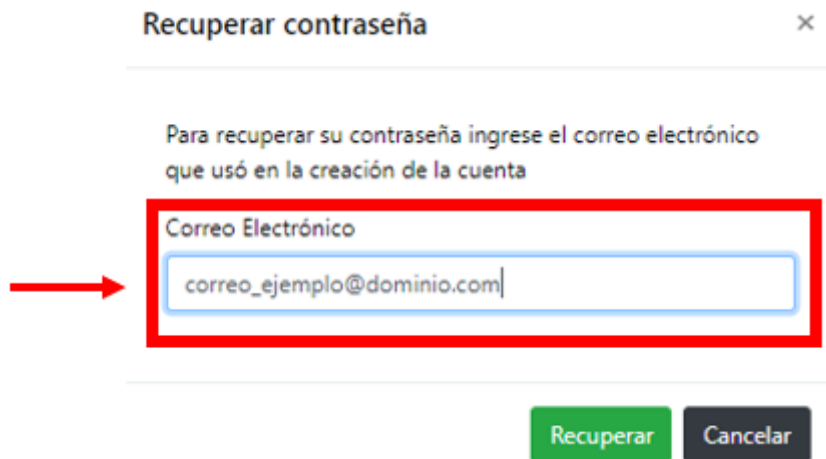 Recuperar contraseña
Para recuperar su contraseña ingrese el correo electrónico
que usó en la creación de la cuenta
Correo Electrónico
correo_ejemplo@dominio.com
Recuperar
Cancelar